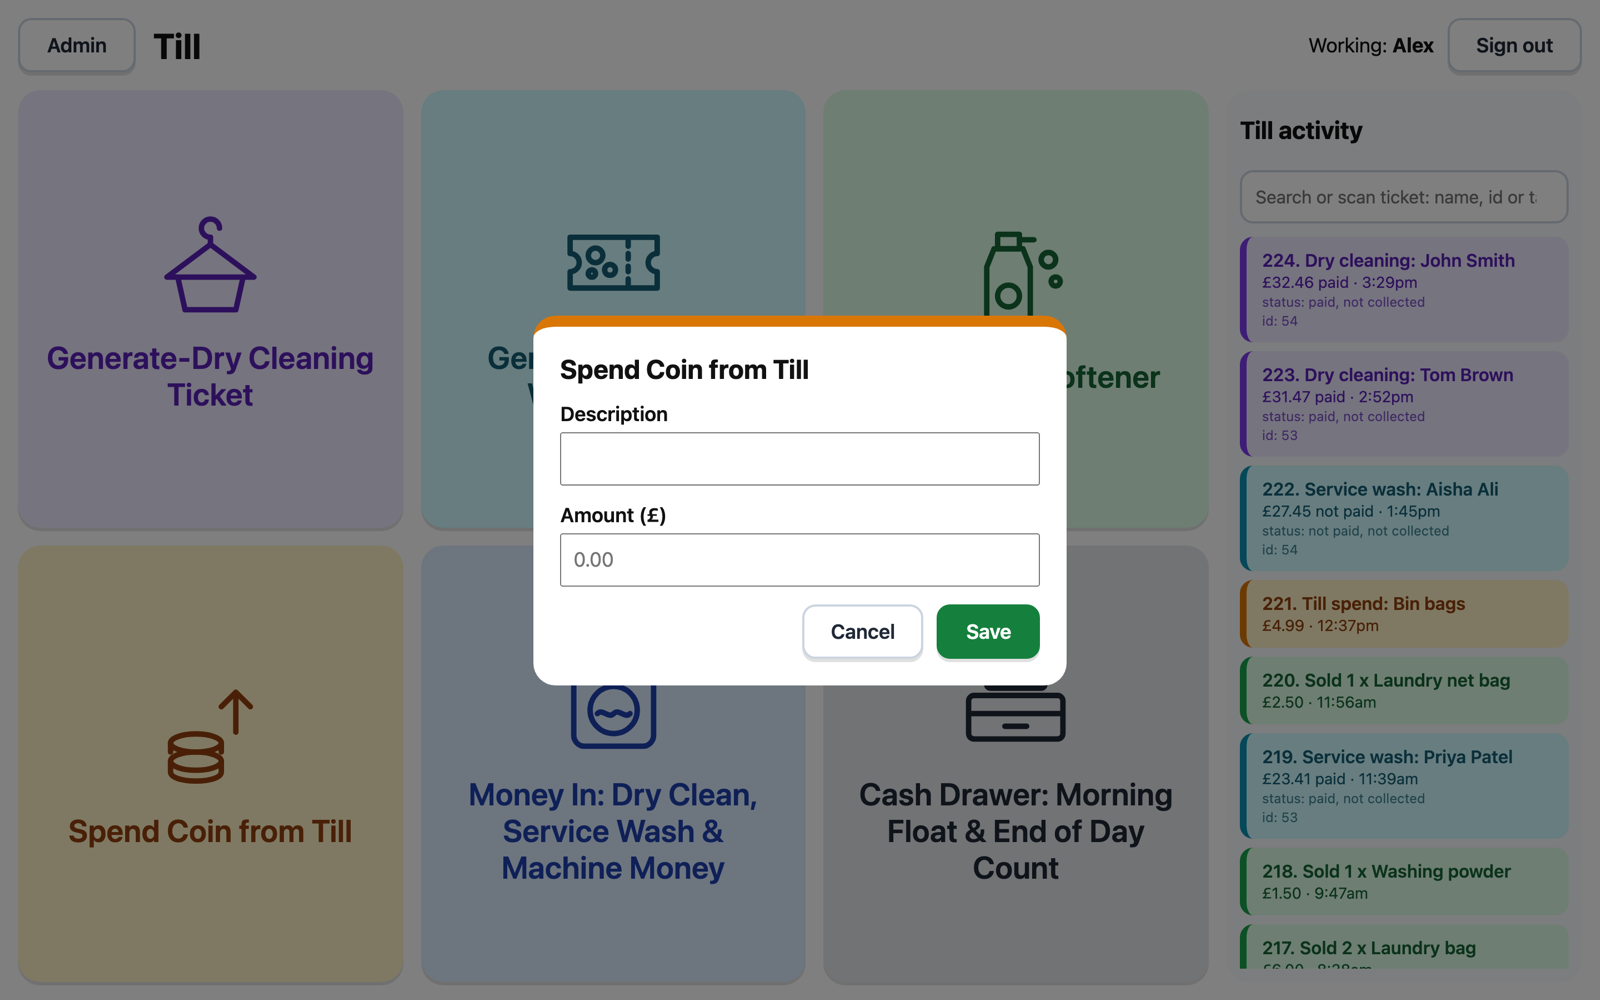 Admin
Till
Working: Alex
Sign out
Generate-Dry Cleaning
Ticket
oftener
Spend Coin from Till
Money In: Dry Clean,
Service Wash &
Machine Money
Cash Drawer: Morning
Float & End of Day
Count
Spend Coin from Till
Description
Amount (£)
0.00
Cancel
Save
Till activity
Search or scan ticket: name, id or t
224. Dry cleaning: John Smith
£32.46 paid · 3:29pm
status: paid, not collected
id: 54
223. Dry cleaning: Tom Brown
£31.47 paid · 2:52pm
status: paid, not collected
id: 53
222. Service wash: Aisha Ali
£27.45 not paid · 1:45pm
status: not paid, not collected
id: 54
221. Till spend: Bin bags
£4.99 · 12:37pm
220. Sold 1 x Laundry net bag
£2.50 · 11:56am
219. Service wash: Priya Patel
£23.41 paid · 11:39am
status: paid, not collected
id: 53
218. Sold 1 x Washing powder
£1.50 · 9:47am
217. Sold 2 x Laundry bag